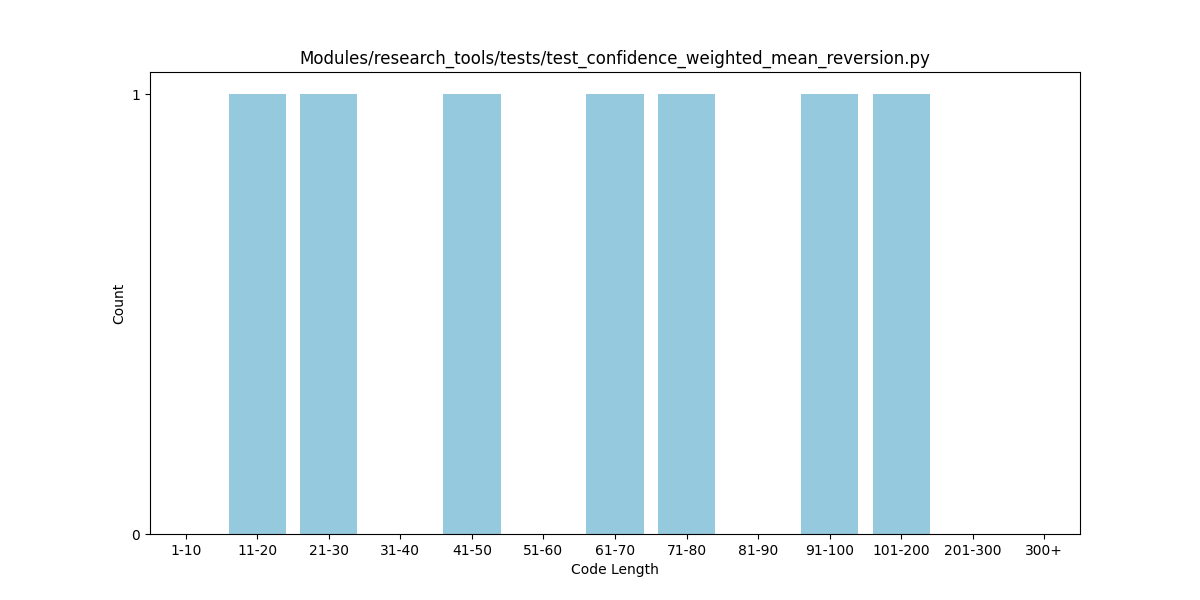 Modules/research_tools/tests/test_confidence_weighted_mean_reversion.py
1
Count
0
1-10 11-20 21-30 31-40 41-50 51-60 61-70 71-80 81-90 91-100 101-200 201-300 300+
Code Length